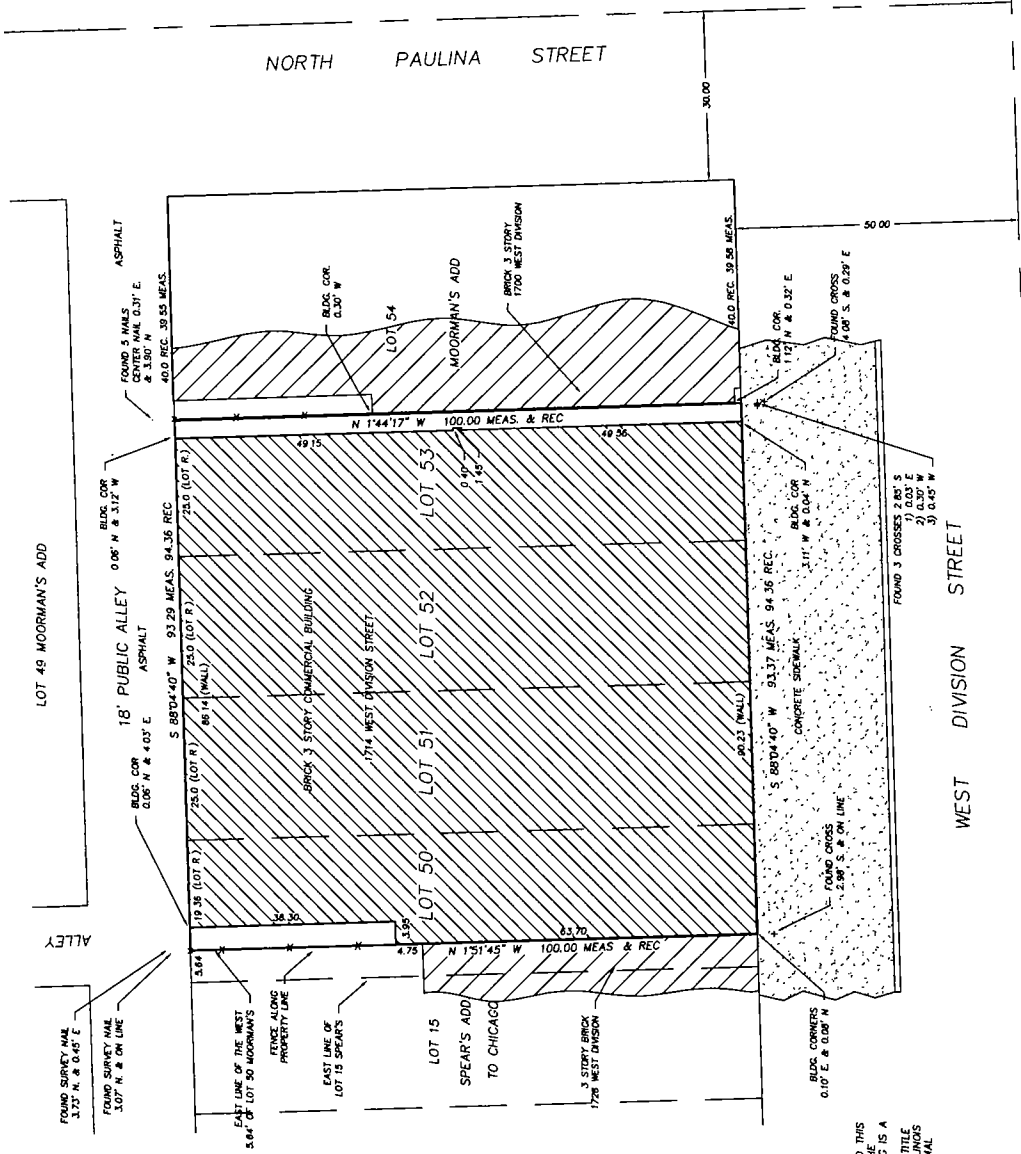 NORTH PAULINA STREET
30.00
50.00
LOT 49 MOORMAN'S ADD
FOUND 5 NAILS
CENTER NAIL 0.31' E.
& 3.90' N
ASPHALT
40.0 REC. 39.55 MEAS.
BLDG. COR.
0.30' W
LOT 54
MOORMAN'S ADD
BRICK 3 STORY
1700 WEST DIVISION
40.0 REC. 39.58 MEAS.
BLDG. COR.
1.12' N & 0.32' E.
FOUND CROSS
4.08' S. & 0.29' E
18' PUBLIC ALLEY
BLDG. COR
0.06' N & 3.12' W
N 1°44'17" W 100.00 MEAS. & REC
49.15
49.56
0.40'
1.45'
S 88°04'40" W 93.29 MEAS. 94.36 REC
25.0 (LOT R.)
25.0 (LOT R.)
25.0 (LOT R.)
19.36 (LOT R.)
86.14 (WALL)
LOT 53
LOT 52
LOT 51
LOT 50
BRICK 3 STORY COMMERCIAL BUILDING
1714 WEST DIVISION STREET
90.23 (WALL)
BLDG. COR
3.11' W & 0.04' N
S 88°04'40" W 93.37 MEAS. 94.36 REC.
CONCRETE SIDEWALK
FOUND 3 CROSSES 2.85' S
1) 0.03' E
2) 0.30' W
3) 0.45' W
WEST DIVISION STREET
ASPHALT
BLDG. COR
0.06' N & 4.03' E
ALLEY
36.30
3.95
63.70
5.64
4.75
N 1°51'45" W 100.00 MEAS & REC
FOUND CROSS
2.98' S. & ON LINE
FOUND SURVEY NAIL
3.73' N. & 0.45' E
FOUND SURVEY NAIL
3.07' N. & ON LINE
EAST LINE OF THE WEST
5.64' OF LOT 50 MOORMAN'S
FENCE ALONG
PROPERTY LINE
EAST LINE OF
LOT 15 SPEAR'S
LOT 15
SPEAR'S ADD
TO CHICAGO
3 STORY BRICK
1726 WEST DIVISION
BLDG. CORNERS
0.10' E. & 0.08' N
THIS
IS A
TITLE